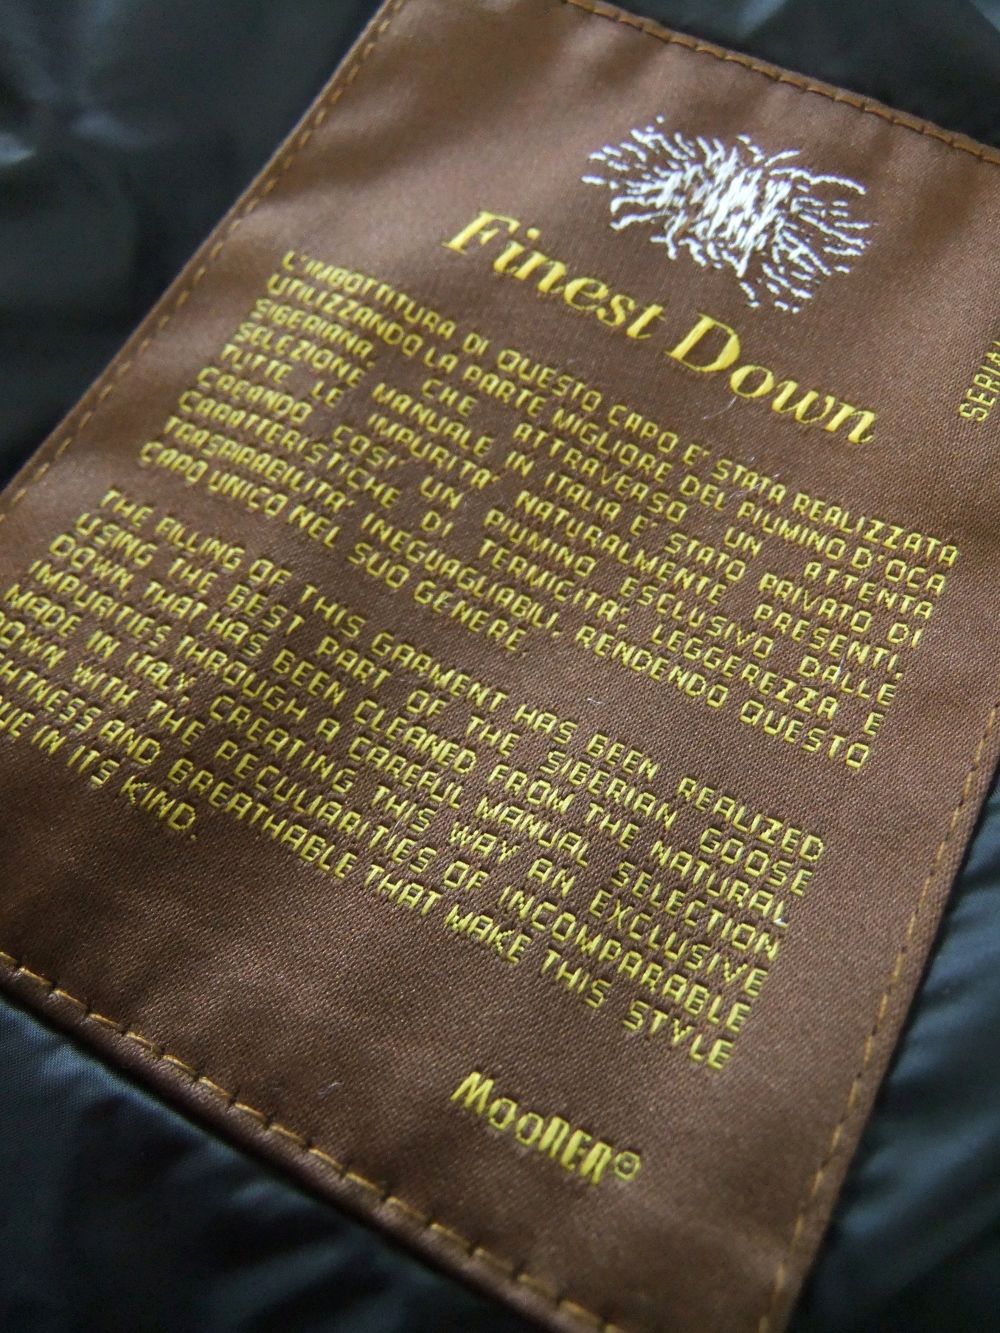 Finest Down
L'IMBOTTITURA DI QUESTO CAPO E' STATA REALIZZATA
UTILIZZANDO LA PARTE MIGLIORE DEL PIUMINO D'OCA
SIBERIANA, CHE ATTRAVERSO UN ATTENTA
SELEZIONE MANUALE IN ITALIA E' STATO PRIVATO DI
TUTTE LE IMPURITA' NATURALMENTE PRESENTI,
CREANDO COSI' UN PIUMINO ESCLUSIVO DALLE
CARATTERISTICHE DI TERMICITA', LEGGEREZZA E
TRASPIRABILITA' INEGUAGLIABILI, RENDENDO QUESTO
CAPO UNICO NEL SUO GENERE.
THE FILLING OF THIS GARMENT HAS BEEN REALIZED
USING THE BEST PART OF THE SIBERIAN GOOSE
DOWN THAT HAS BEEN CLEANED FROM THE NATURAL
IMPURITIES THROUGH A CAREFUL MANUAL SELECTION
MADE IN ITALY, CREATING THIS WAY AN EXCLUSIVE
DOWN WITH THE PECULIARITIES OF INCOMPARABLE
AND BREATHABLE THAT MAKE THIS STYLE
IN ITS KIND.
MooRER®